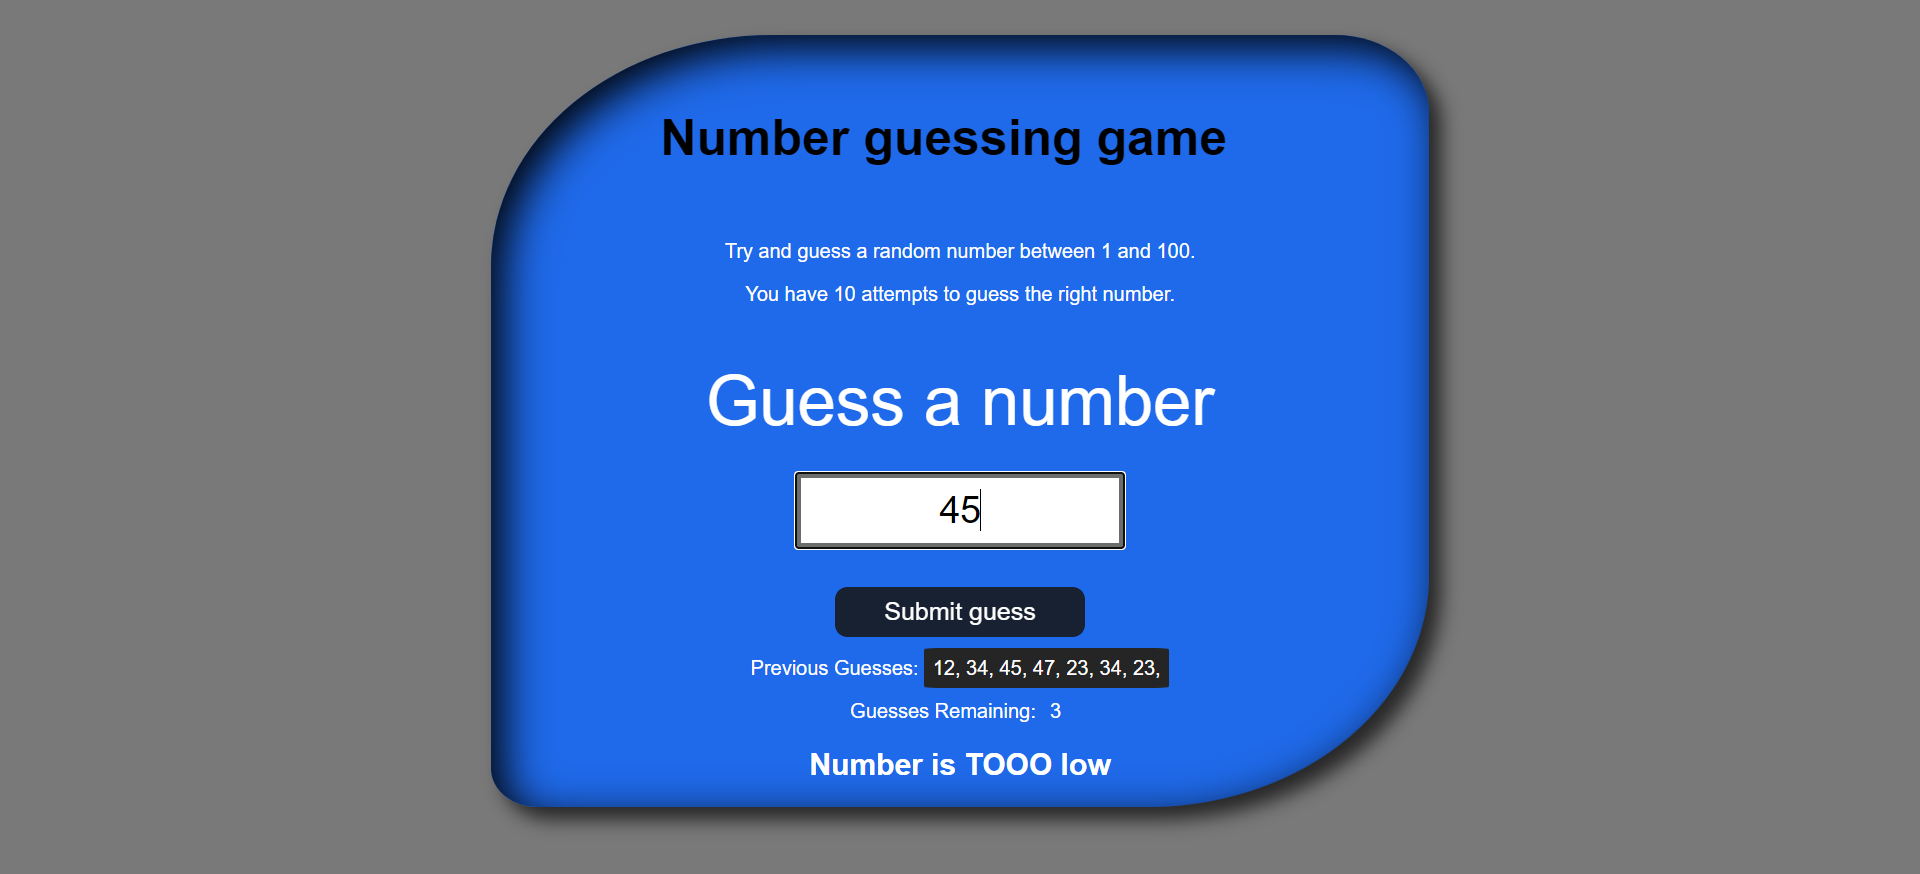 Number guessing game
Try and guess a random number between 1 and 100.
You have 10 attempts to guess the right number.
Guess a number
45
Submit guess
Previous Guesses: 12, 34, 45, 47, 23, 34, 23,
Guesses Remaining: 3
Number is TOOO low